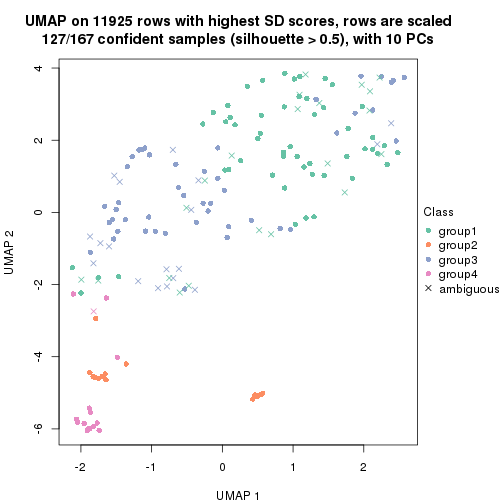 UMAP on 11925 rows with highest SD scores, rows are scaled
127/167 confident samples (silhouette > 0.5), with 10 PCs
4
2
0
-2
-4
-6
UMAP 2
-2
-1
0
1
2
UMAP 1
Class
group1
group2
group3
group4
ambiguous